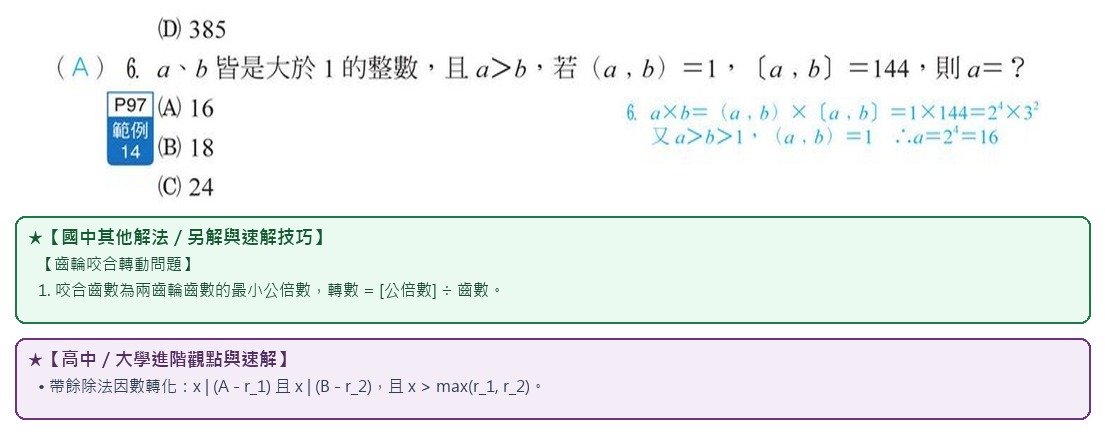 (D) 385
( A ) 6. a、b 皆是大於 1 的整數，且 a＞b，若（a , b）＝1，〔a , b〕＝144，則 a＝？
P97
範例
14
(A) 16
(B) 18
(C) 24
6. a×b＝（a , b）×〔a , b〕＝1×144＝2⁴×3²
又 a＞b＞1，（a , b）＝1 ∴a＝2⁴＝16
★【國中其他解法 / 另解與速解技巧】
【齒輪咬合轉動問題】
1. 咬合齒數為兩齒輪齒數的最小公倍數，轉數 = [公倍數] ÷ 齒數。
★【高中 / 大學進階觀點與速解】
• 帶餘除法因數轉化：x | (A - r_1) 且 x | (B - r_2)，且 x > max(r_1, r_2)。